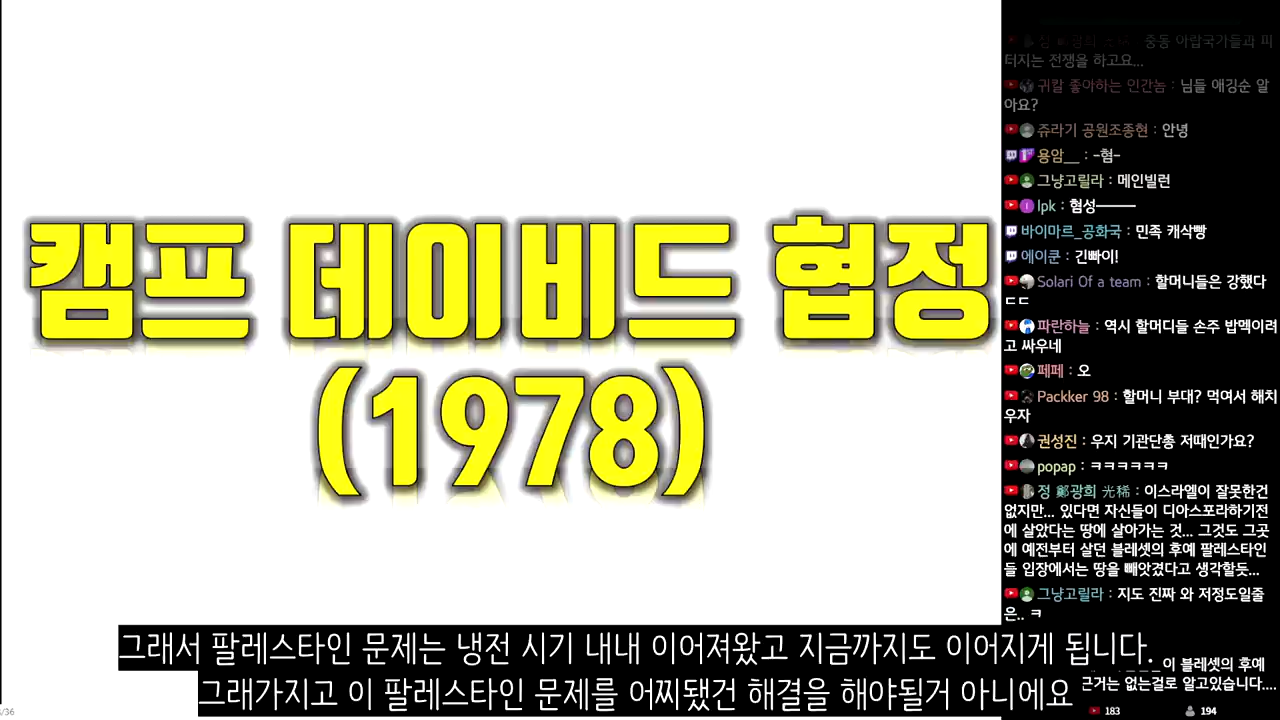 캠프 데이비드 협정
(1978)
중동 아랍국가들과 피
터지는 전쟁을 하고요...
귀칼 좋아하는 인간놈 : 님들 애깅순 알
아요?
쥬라기 공원조종현 : 안녕
용암__ : -혐-
그냥고릴라 : 메인빌런
lpk : 혐성———
바이마르_공화국 : 민족 캐삭빵
에이쿤 : 긴빠이!
Solari Of a team : 할머니들은 강했다
ㄷㄷ
파란하늘 : 역시 할머디들 손주 밥멕이려
고 싸우네
페페 : 오
Packker 98 : 할머니 부대? 먹여서 해치
우자
권성진 : 우지 기관단총 저때인가요?
popap : ㅋㅋㅋㅋㅋㅋ
정 鄭광희 光稀 : 이스라엘이 잘못한건
없지만... 있다면 자신들이 디아스포라하기전
에 살았다는 땅에 살아가는 것... 그것도 그곳
에 예전부터 살던 블레셋의 후예 팔레스타인
들 입장에서는 땅을 빼앗겼다고 생각할듯...
그냥고릴라 : 지도 진짜 와 저정도일줄
은.. ㅋ
이 블레셋의 후예
근거는 없는걸로 알고있습니다....
183 194
그래서 팔레스타인 문제는 냉전 시기 내내 이어져왔고 지금까지도 이어지게 됩니다.
그래가지고 이 팔레스타인 문제를 어찌됐건 해결을 해야될거 아니에요
/36